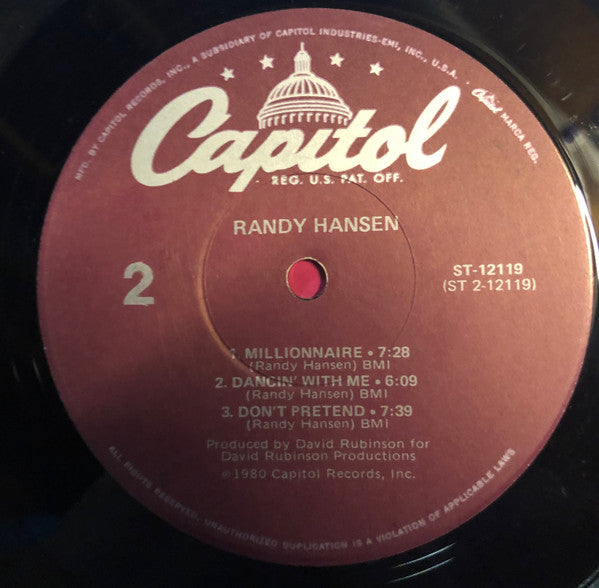 MFD. BY CAPITOL RECORDS, INC., A SUBSIDIARY OF CAPITOL INDUSTRIES-EMI, INC., U.S.A.
Capitol MARCA REG.
Capitol
REG. U.S. PAT. OFF.
RANDY HANSEN
2
ST-12119
(ST 2-12119)
1. MILLIONNAIRE • 7:28
(Randy Hansen) BMI
2. DANCIN' WITH ME • 6:09
(Randy Hansen) BMI
3. DON'T PRETEND • 7:39
(Randy Hansen) BMI
Produced by David Rubinson for
David Rubinson Productions
℗1980 Capitol Records, Inc.
ALL RIGHTS RESERVED. UNAUTHORIZED DUPLICATION IS A VIOLATION OF APPLICABLE LAWS